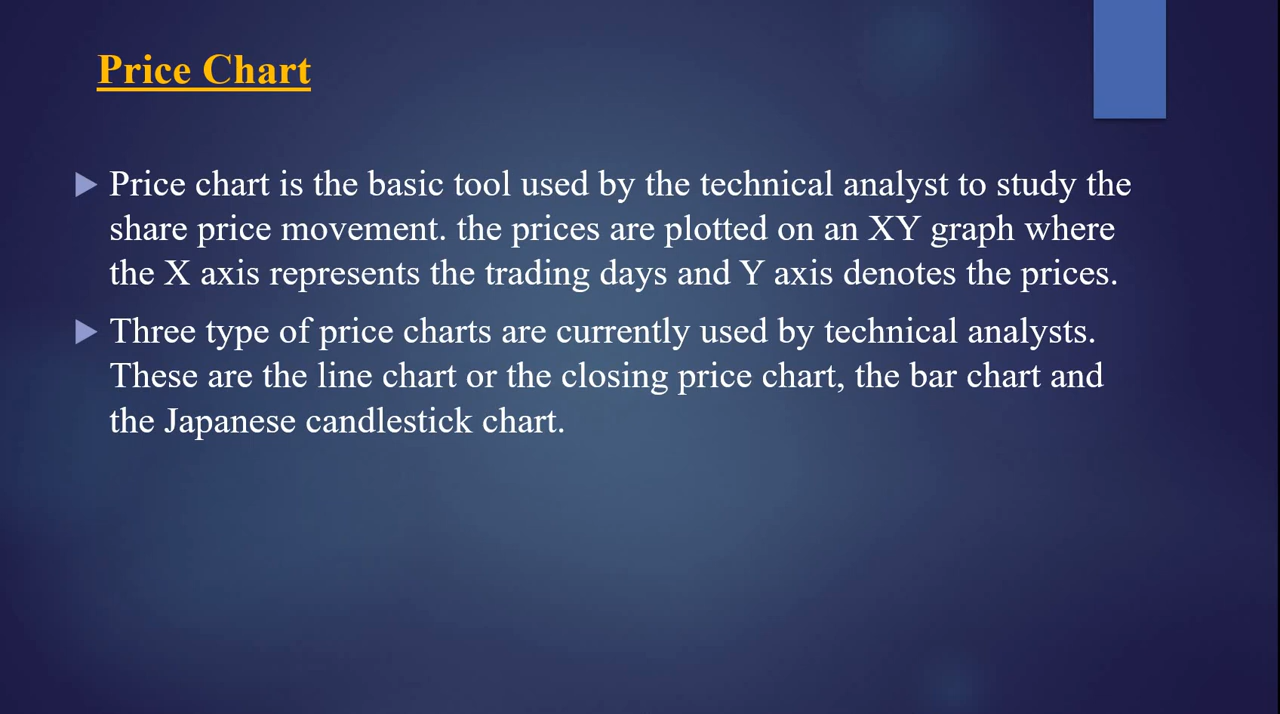 Price Chart
Price chart is the basic tool used by the technical analyst to study the
share price movement. the prices are plotted on an XY graph where
the X axis represents the trading days and Y axis denotes the prices.
Three type of price charts are currently used by technical analysts.
These are the line chart or the closing price chart, the bar chart and
the Japanese candlestick chart.